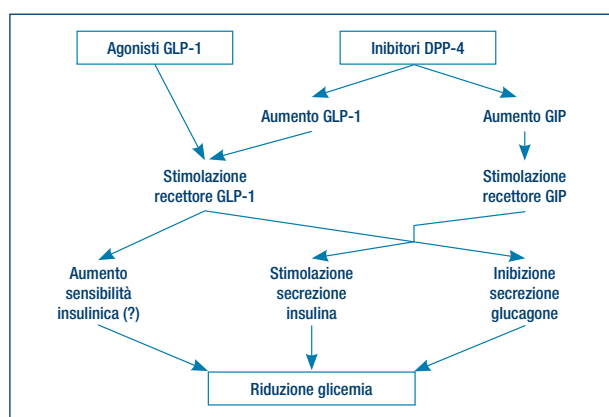 Agonisti GLP-1
Inibitori DPP-4
Aumento GLP-1
Aumento GIP
Stimolazione
recettore GLP-1
Stimolazione
recettore GIP
Aumento
sensibilità
insulinica (?)
Stimolazione
secrezione
insulina
Inibizione
secrezione
glucagone
Riduzione glicemia